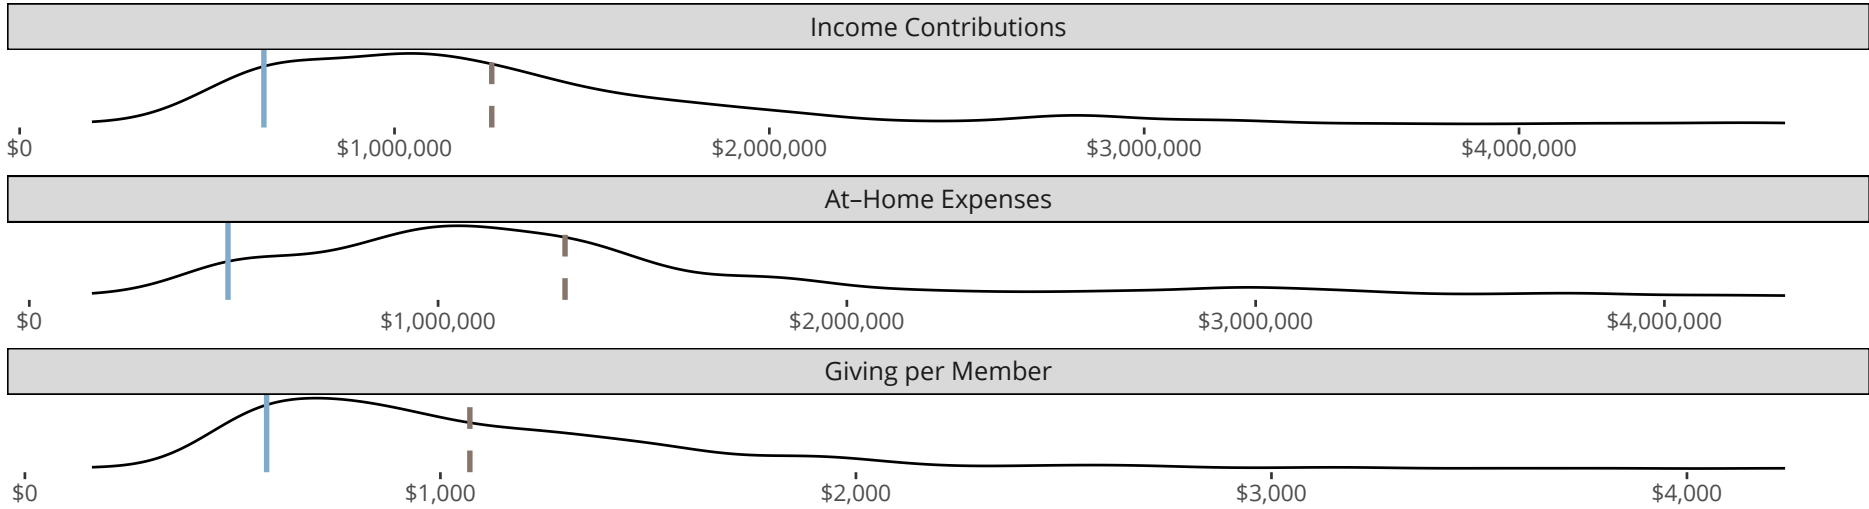 Income Contributions
$0 $1,000,000 $2,000,000 $3,000,000 $4,000,000
At–Home Expenses
$0 $1,000,000 $2,000,000 $3,000,000 $4,000,000
Giving per Member
$0 $1,000 $2,000 $3,000 $4,000